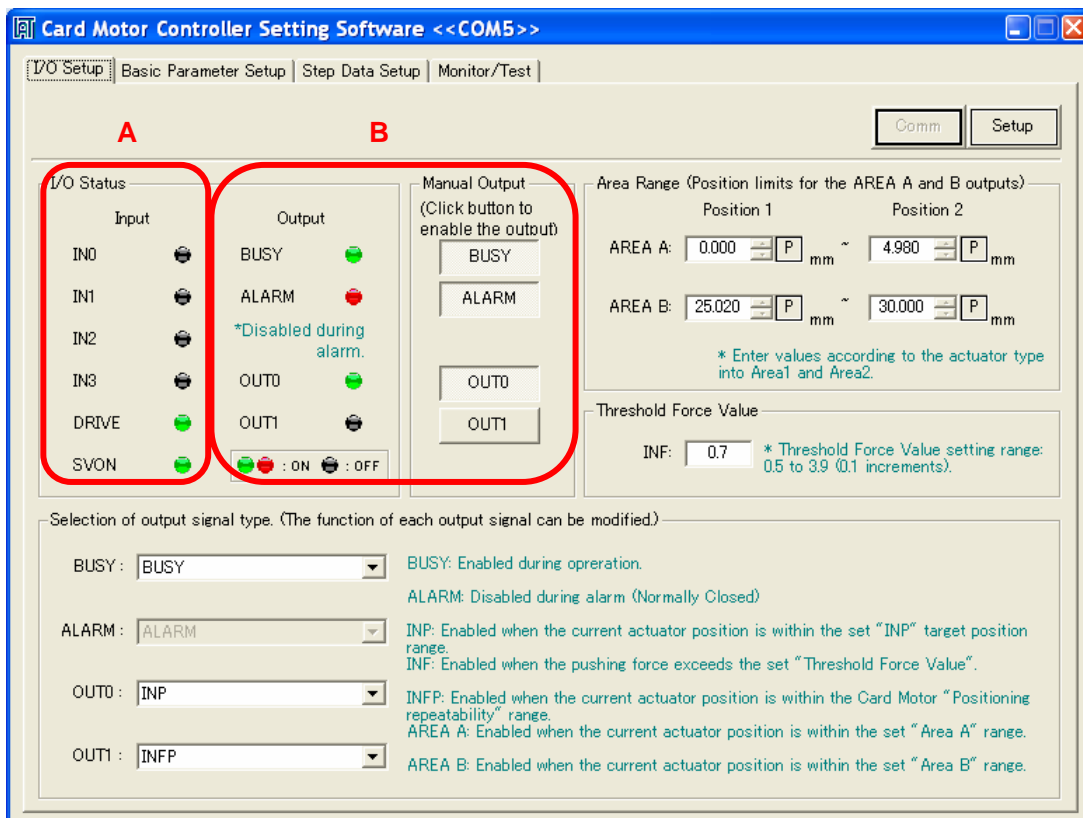 Card Motor Controller Setting Software <<COM5>>
I/O Setup Basic Parameter Setup Step Data Setup Monitor/Test
Comm Setup
A B
I/O Status
Input
IN0
IN1
IN2
IN3
DRIVE
SVON
Output
BUSY
ALARM
*Disabled during
alarm.
OUT0
OUT1
: ON : OFF
Manual Output
(Click button to
enable the output)
BUSY
ALARM
OUT0
OUT1
Area Range (Position limits for the AREA A and B outputs)
Position 1 Position 2
AREA A: 0.000 P mm ~ 4.980 P mm
AREA B: 25.020 P mm ~ 30.000 P mm
* Enter values according to the actuator type
into Area1 and Area2.
Threshold Force Value
INF: 0.7 * Threshold Force Value setting range:
0.5 to 3.9 (0.1 increments).
Selection of output signal type. (The function of each output signal can be modified.)
BUSY : BUSY
ALARM : ALARM
OUT0 : INP
OUT1 : INFP
BUSY: Enabled during opreration.
ALARM: Disabled during alarm (Normally Closed)
INP: Enabled when the current actuator position is within the set "INP" target position
range.
INF: Enabled when the pushing force exceeds the set "Threshold Force Value".
INFP: Enabled when the current actuator position is within the Card Motor "Positioning
repeatability" range.
AREA A: Enabled when the current actuator position is within the set "Area A" range.
AREA B: Enabled when the current actuator position is within the set "Area B" range.